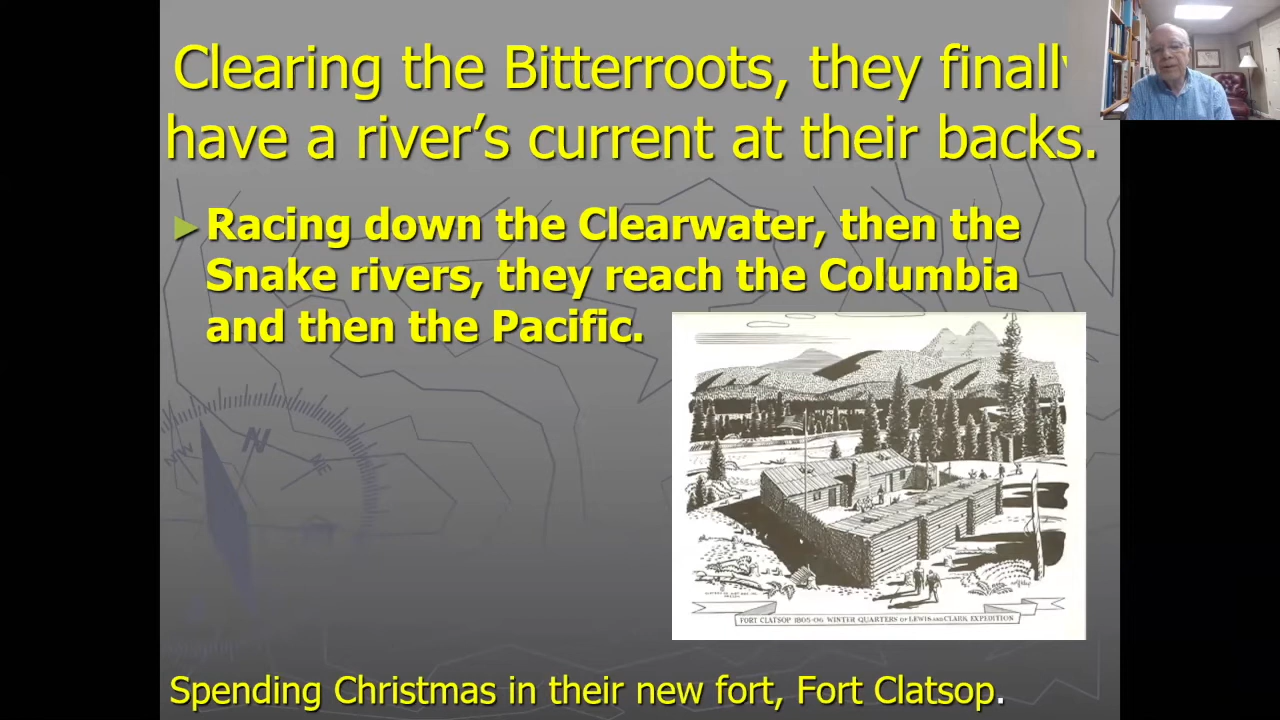 Clearing the Bitterroots, they finally
have a river's current at their backs.
►Racing down the Clearwater, then the
Snake rivers, they reach the Columbia
and then the Pacific.
NW N NE
FORT CLATSOP 1805-06 WINTER QUARTERS OF LEWIS AND CLARK EXPEDITION
Spending Christmas in their new fort, Fort Clatsop.